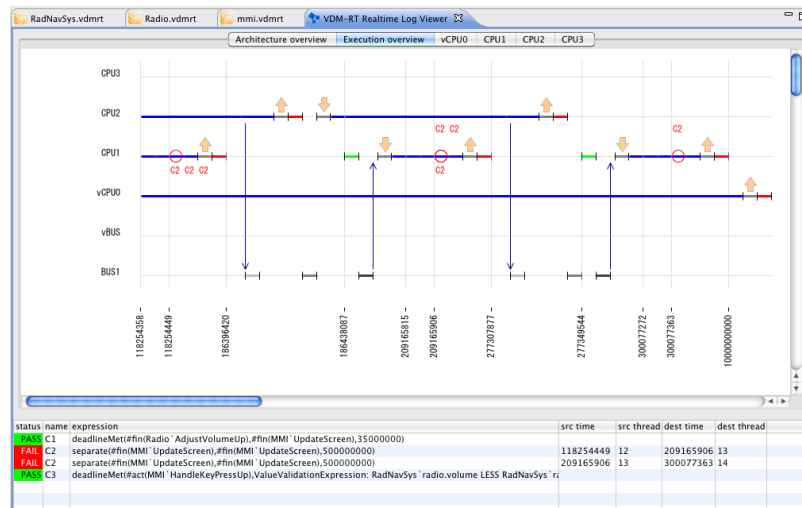 RadNavSys.vdmrt Radio.vdmrt mmi.vdmrt VDM-RT Realtime Log Viewer
Architecture overview Execution overview vCPU0 CPU1 CPU2 CPU3
CPU3
CPU2
C2 C2 C2
CPU1
C2 C2 C2 C2
vCPU0
vBUS
BUS1
118254358 118254449 186396420 186438087 209165815 209165906 277307877 277349544 300077272 300077363 10000000000
status name expression src time src thread dest time dest thread
PASS C1 deadlineMet(#fin(Radio`AdjustVolumeUp),#fin(MMI`UpdateScreen),35000000)
FAIL C2 separate(#fin(MMI`UpdateScreen),#fin(MMI`UpdateScreen),500000000) 118254449 12 209165906 13
FAIL C2 separate(#fin(MMI`UpdateScreen),#fin(MMI`UpdateScreen),500000000) 209165906 13 300077363 14
PASS C3 deadlineMet(#act(MMI`HandleKeyPressUp),ValueValidationExpression: RadNavSys`radio.volume LESS RadNavSys`ra